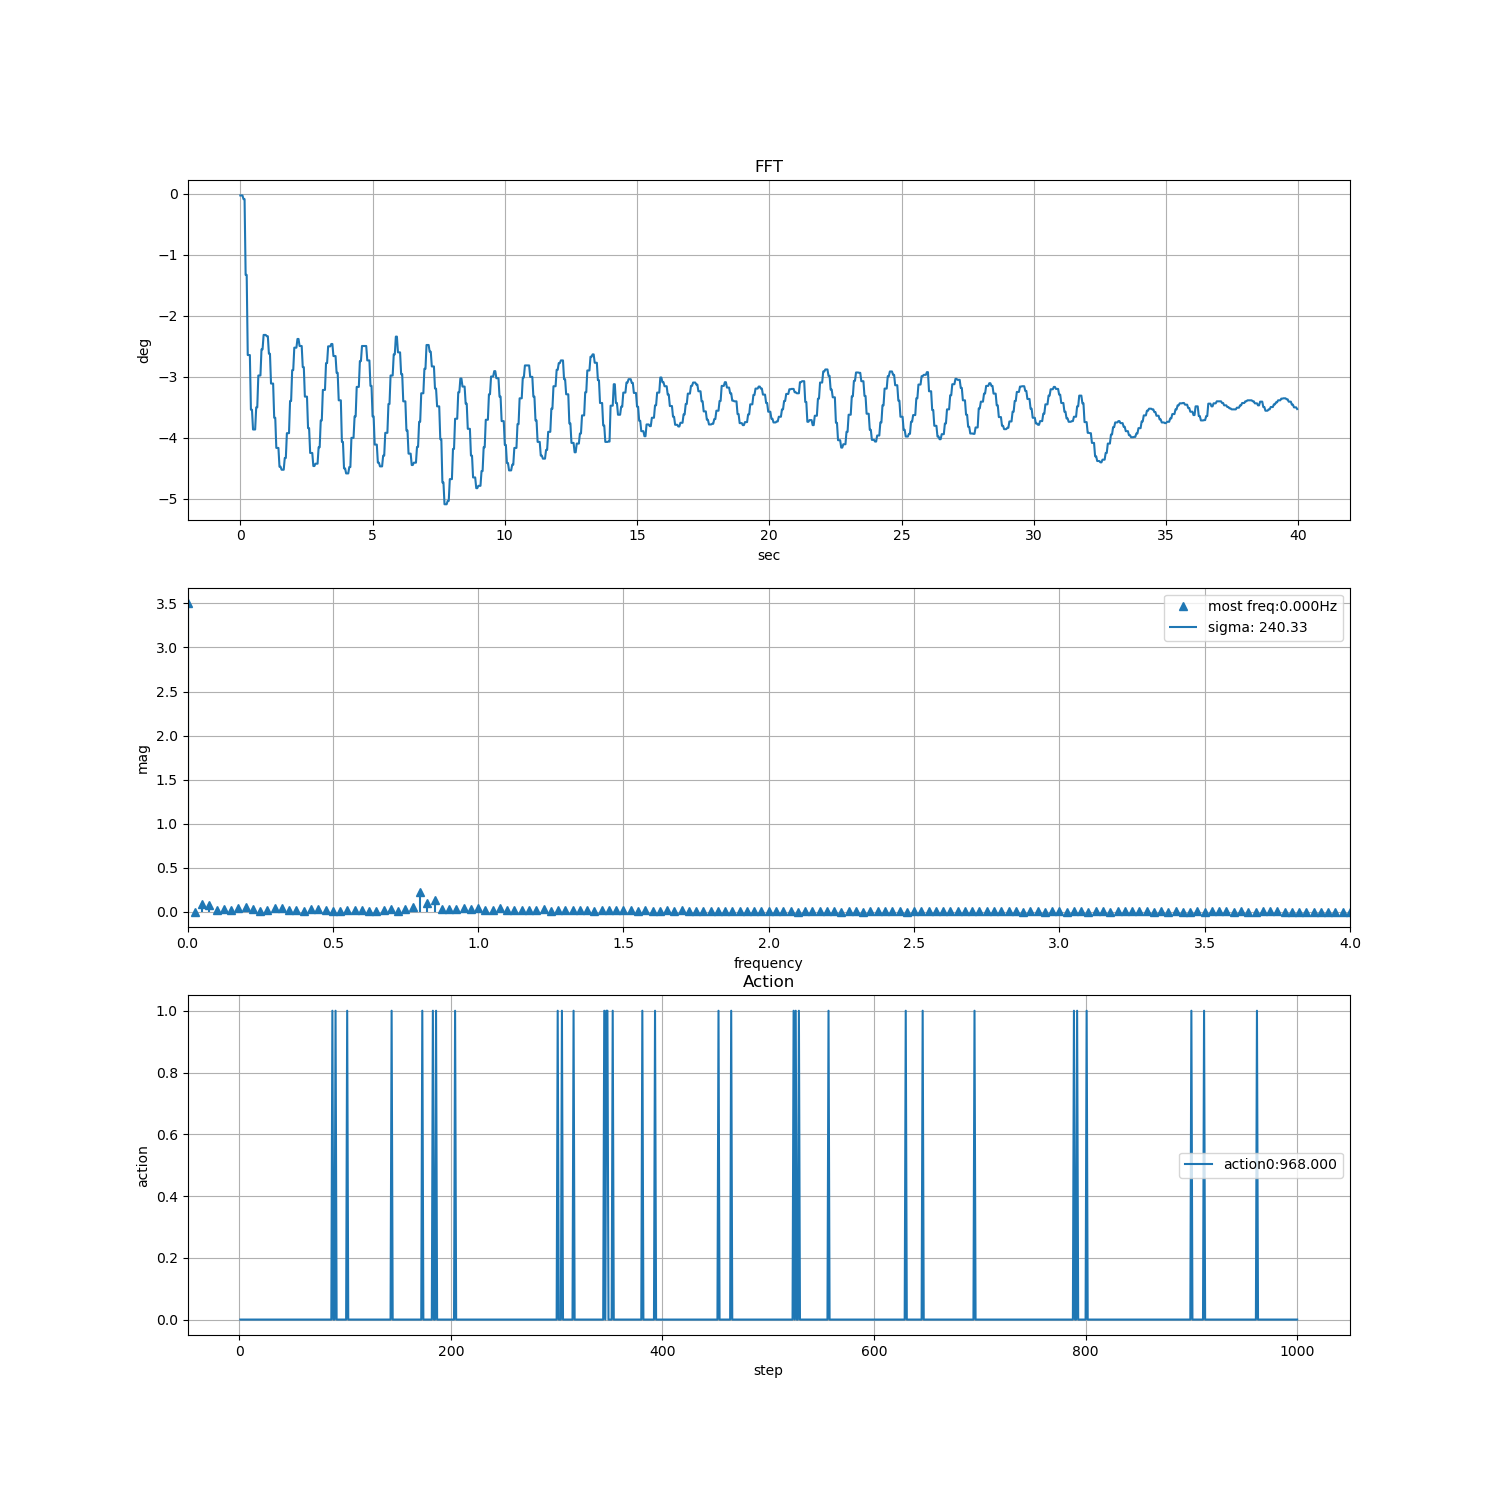 FFT
0
−1
−2
−3
−4
−5
deg
0 5 10 15 20 25 30 35 40
sec
3.5
3.0
2.5
2.0
1.5
1.0
0.5
0.0
mag
most freq:0.000Hz
sigma: 240.33
0.0 0.5 1.0 1.5 2.0 2.5 3.0 3.5 4.0
frequency
Action
1.0
0.8
0.6
0.4
0.2
0.0
action
action0:968.000
0 200 400 600 800 1000
step